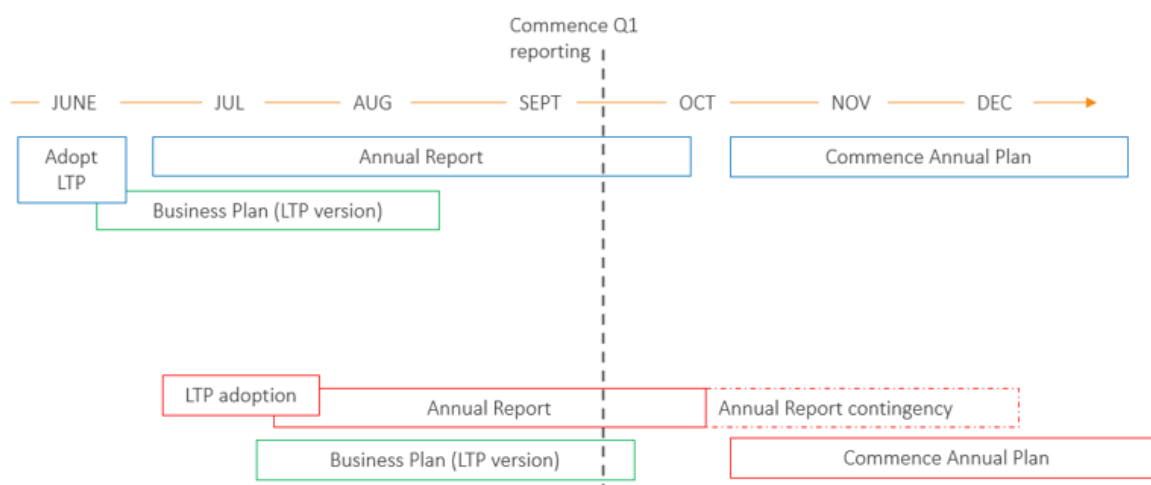 Commence Q1
reporting
JUNE JUL AUG SEPT OCT NOV DEC
Adopt
LTP
Annual Report
Commence Annual Plan
Business Plan (LTP version)
LTP adoption
Annual Report
Annual Report contingency
Business Plan (LTP version)
Commence Annual Plan